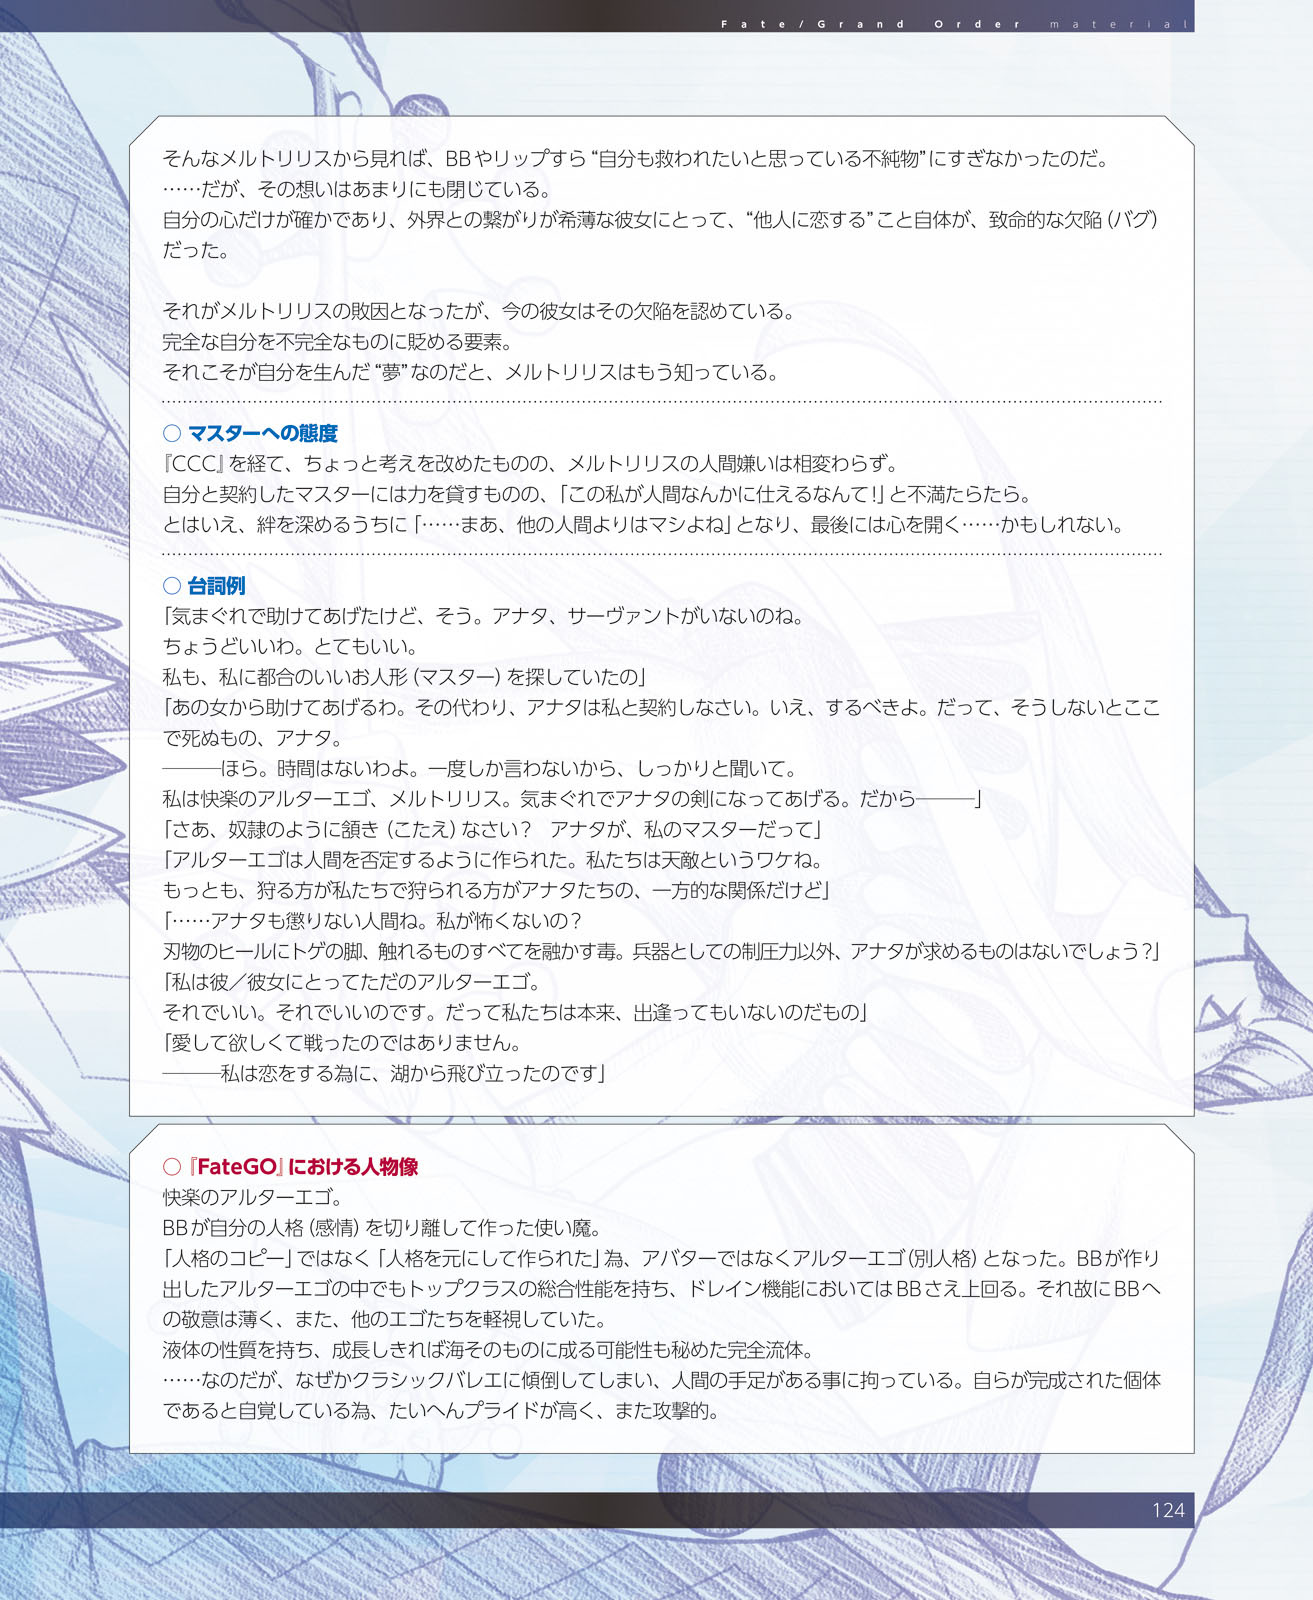 Fate/Grand Order material
そんなメルトリリスから見れば、BBやリップすら“自分も救われたいと思っている不純物”にすぎなかったのだ。
……だが、その想いはあまりにも閉じている。
自分の心だけが確かであり、外界との繋がりが希薄な彼女にとって、“他人に恋する”こと自体が、致命的な欠陥（バグ）
だった。
それがメルトリリスの敗因となったが、今の彼女はその欠陥を認めている。
完全な自分を不完全なものに貶める要素。
それこそが自分を生んだ“夢”なのだと、メルトリリスはもう知っている。
○ マスターへの態度
『CCC』を経て、ちょっと考えを改めたものの、メルトリリスの人間嫌いは相変わらず。
自分と契約したマスターには力を貸すものの、「この私が人間なんかに仕えるなんて！」と不満たらたら。
とはいえ、絆を深めるうちに「……まあ、他の人間よりはマシよね」となり、最後には心を開く……かもしれない。
○ 台詞例
「気まぐれで助けてあげたけど、そう。アナタ、サーヴァントがいないのね。
ちょうどいいわ。とてもいい。
私も、私に都合のいいお人形（マスター）を探していたの」
「あの女から助けてあげるわ。その代わり、アナタは私と契約しなさい。いえ、するべきよ。だって、そうしないとここ
で死ぬもの、アナタ。
―――ほら。時間はないわよ。一度しか言わないから、しっかりと聞いて。
私は快楽のアルターエゴ、メルトリリス。気まぐれでアナタの剣になってあげる。だから―――」
「さあ、奴隷のように頷き（こたえ）なさい？　アナタが、私のマスターだって」
「アルターエゴは人間を否定するように作られた。私たちは天敵というワケね。
もっとも、狩る方が私たちで狩られる方がアナタたちの、一方的な関係だけど」
「……アナタも懲りない人間ね。私が怖くないの？
刃物のヒールにトゲの脚、触れるものすべてを融かす毒。兵器としての制圧力以外、アナタが求めるものはないでしょう？」
「私は彼／彼女にとってただのアルターエゴ。
それでいい。それでいいのです。だって私たちは本来、出逢ってもいないのだもの」
「愛して欲しくて戦ったのではありません。
―――私は恋をする為に、湖から飛び立ったのです」
○ 『FateGO』における人物像
快楽のアルターエゴ。
BBが自分の人格（感情）を切り離して作った使い魔。
「人格のコピー」ではなく「人格を元にして作られた」為、アバターではなくアルターエゴ（別人格）となった。BBが作り
出したアルターエゴの中でもトップクラスの総合性能を持ち、ドレイン機能においてはBBさえ上回る。それ故にBBへ
の敬意は薄く、また、他のエゴたちを軽視していた。
液体の性質を持ち、成長しきれば海そのものに成る可能性も秘めた完全流体。
……なのだが、なぜかクラシックバレエに傾倒してしまい、人間の手足がある事に拘っている。自らが完成された個体
であると自覚している為、たいへんプライドが高く、また攻撃的。
124